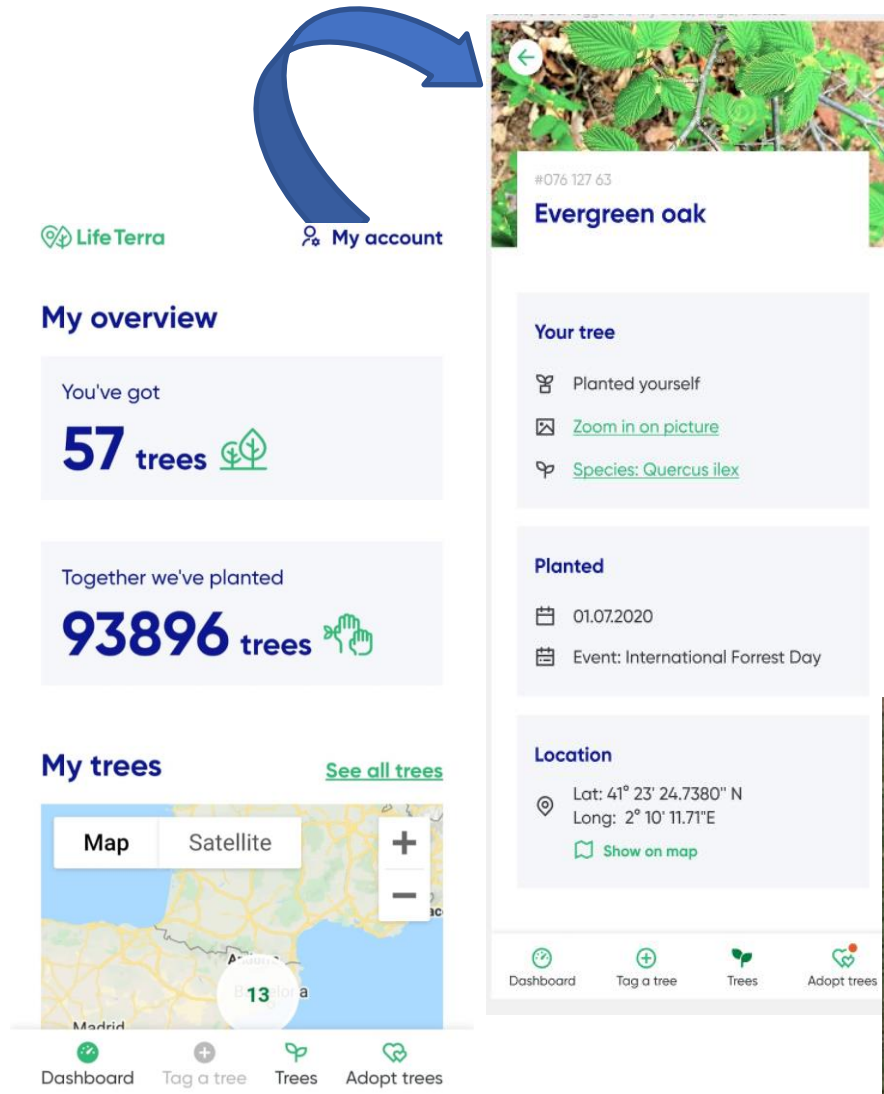 Life Terra
My account
My overview
You've got
57 trees
Together we've planted
93896 trees
My trees
See all trees
Map
Satellite
+
−
13
Madrid
Dashboard
Tag a tree
Trees
Adopt trees
#076 127 63
Evergreen oak
Your tree
Planted yourself
Zoom in on picture
Species: Quercus ilex
Planted
01.07.2020
Event: International Forrest Day
Location
Lat: 41° 23' 24.7380" N
Long: 2° 10' 11.71"E
Show on map
Dashboard
Tag a tree
Trees
Adopt trees